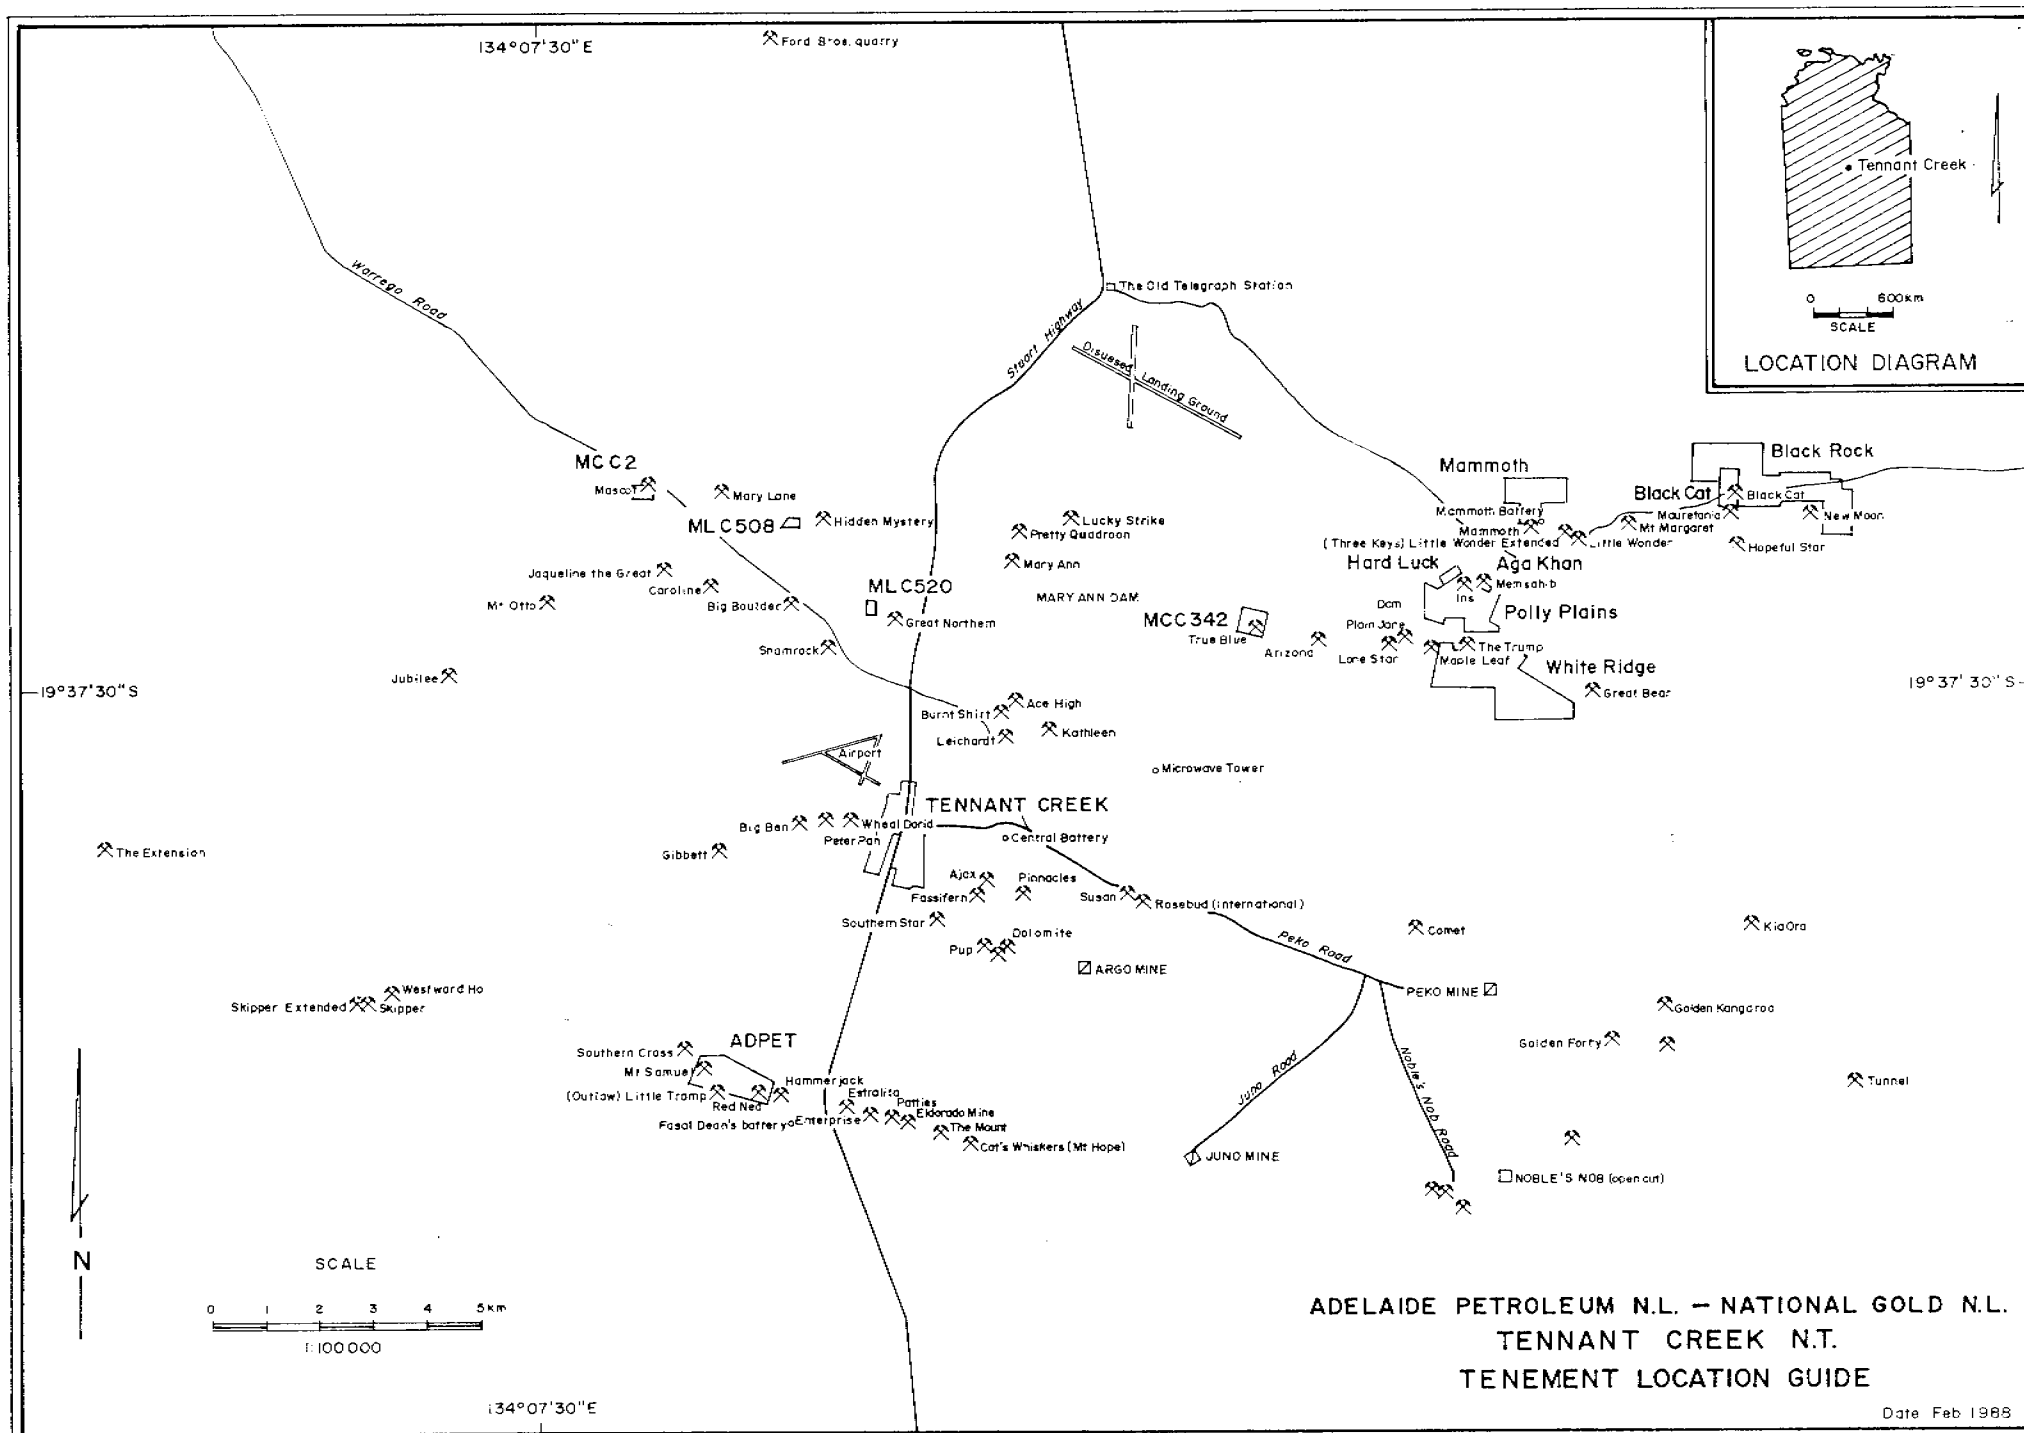 134°07'30"E
Ford Bros. quarry
Tennant Creek
0 600km
SCALE
LOCATION DIAGRAM
Warrego Road
The Old Telegraph Station
Stuart Highway
Disuesed Landing Ground
MCC2
Mascot
Mary Lane
MLC508
Hidden Mystery
Lucky Strike
Pretty Quadroon
Mary Ann
MARY ANN DAM
Mammoth
Mammoth Battery
Mammoth
(Three Keys) Little Wonder Extended
Little Wonder
Black Rock
Black Cat
Black Cat
Mauretania
Mt Margaret
New Moon
Hopeful Star
Hard Luck
Aga Khan
Memsahib
Ins
Polly Plains
Dam
Plain Jane
Jaqueline the Great
Caroline
Mt Otto
Big Boulder
MLC520
Great Northern
MCC342
True Blue
Arizona
Lone Star
Maple Leaf
The Trump
White Ridge
Great Bear
Shamrock
Jubilee
19°37'30"S
19°37'30"S
Burnt Shirt
Ace High
Leichardt
Kathleen
Airport
Microwave Tower
TENNANT CREEK
Big Ben
Wheal Dorid
Peter Pan
Central Battery
The Extension
Gibbett
Ajax
Pinnacles
Fassifern
Susan
Rosebud (International)
Southern Star
Dolomite
Pup
ARGO MINE
Peko Road
Comet
Kia Ora
PEKO MINE
Westward Ho
Skipper Extended
Skipper
Golden Kangaroo
Golden Forty
Tunnel
Juno Road
Noble's Nob Road
Southern Cross
ADPET
Mt Samuel
Hammerjack
(Outlaw) Little Tramp
Red Ned
Estralita
Patties
Fasal Dean's battery
Enterprise
Eldorado Mine
The Mount
Cat's Whiskers (Mt Hope)
JUNO MINE
NOBLE'S NOB (open cut)
N
SCALE
0 1 2 3 4 5km
1:100000
ADELAIDE PETROLEUM N.L. – NATIONAL GOLD N.L.
TENNANT CREEK N.T.
TENEMENT LOCATION GUIDE
134°07'30"E
Date Feb 1988